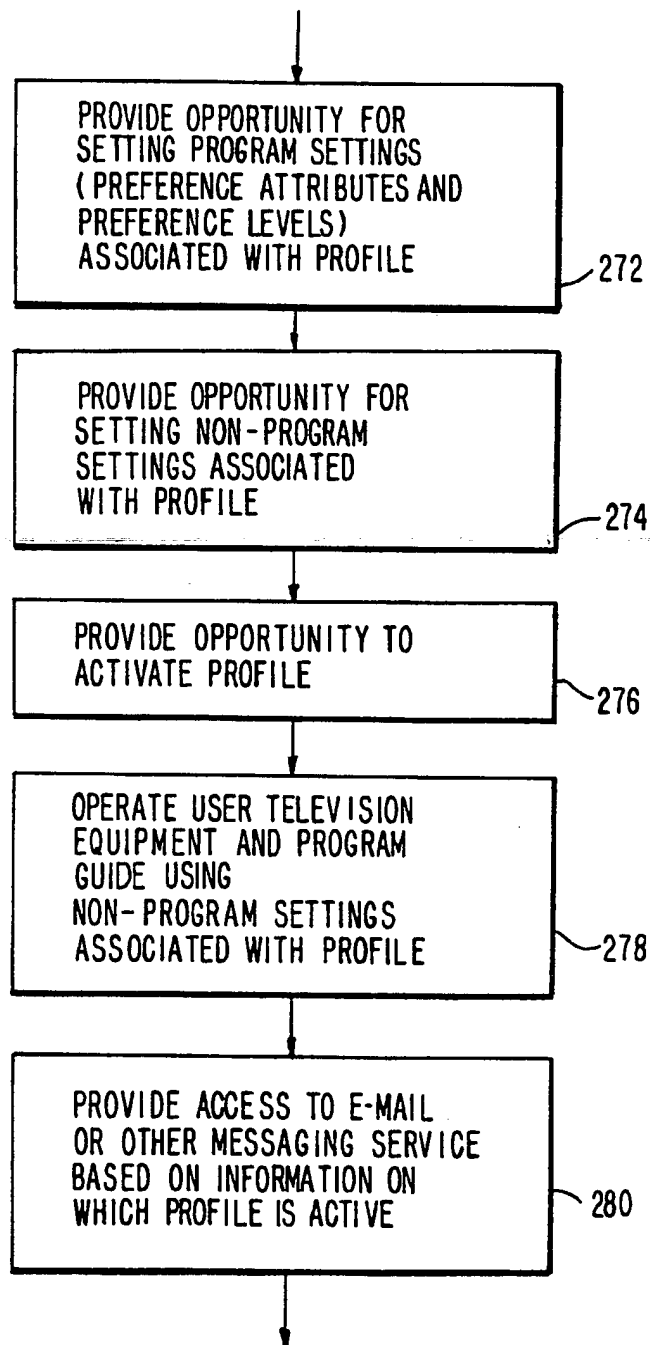 PROVIDE OPPORTUNITY FOR
SETTING PROGRAM SETTINGS
(PREFERENCE ATTRIBUTES AND
PREFERENCE LEVELS)
ASSOCIATED WITH PROFILE
272
PROVIDE OPPORTUNITY FOR
SETTING NON-PROGRAM
SETTINGS ASSOCIATED
WITH PROFILE
274
PROVIDE OPPORTUNITY TO
ACTIVATE PROFILE
276
OPERATE USER TELEVISION
EQUIPMENT AND PROGRAM
GUIDE USING
NON-PROGRAM SETTINGS
ASSOCIATED WITH PROFILE
278
PROVIDE ACCESS TO E-MAIL
OR OTHER MESSAGING SERVICE
BASED ON INFORMATION ON
WHICH PROFILE IS ACTIVE
280